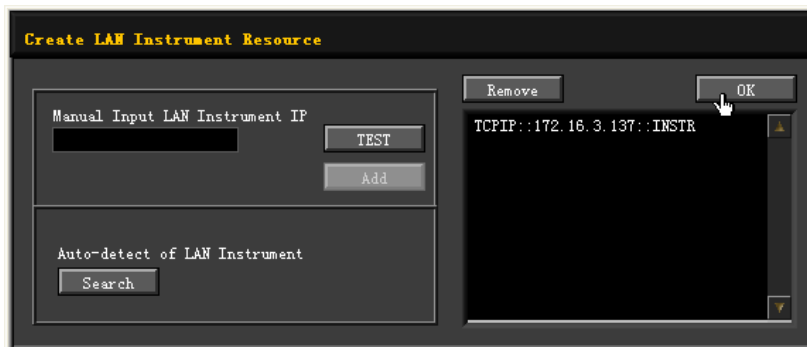 Create LAN Instrument Resource
Manual Input LAN Instrument IP
TEST
Add
Auto-detect of LAN Instrument
Search
Remove
OK
TCPIP::172.16.3.137::INSTR